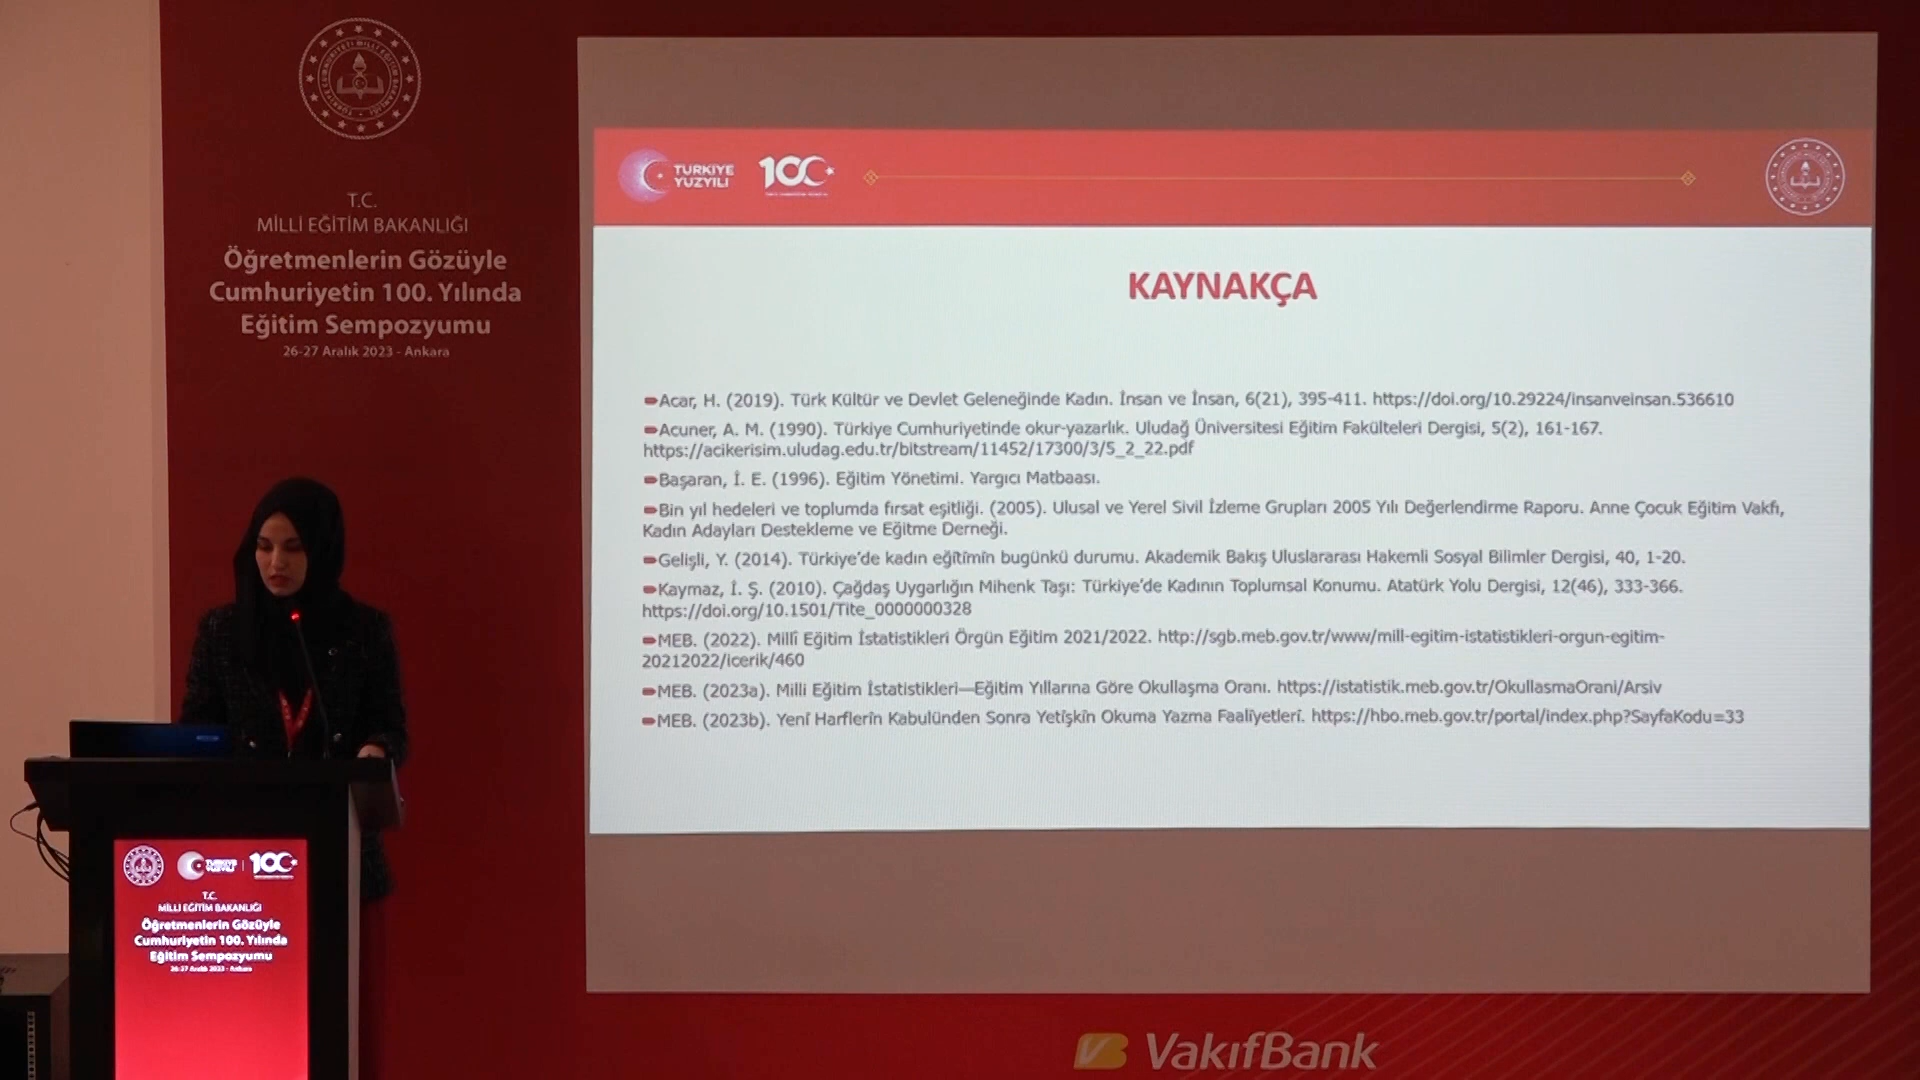 T.C.
MİLLİ EĞİTİM BAKANLIĞI
Öğretmenlerin Gözüyle
Cumhuriyetin 100. Yılında
Eğitim Sempozyumu
26-27 Aralık 2023 - Ankara
TÜRKİYE
YÜZYILI
100
KAYNAKÇA
Acar, H. (2019). Türk Kültür ve Devlet Geleneğinde Kadın. İnsan ve İnsan, 6(21), 395-411. https://doi.org/10.29224/insanveinsan.536610
Acuner, A. M. (1990). Türkiye Cumhuriyetinde okur-yazarlık. Uludağ Üniversitesi Eğitim Fakülteleri Dergisi, 5(2), 161-167.
https://acikerisim.uludag.edu.tr/bitstream/11452/17300/3/5_2_22.pdf
Başaran, İ. E. (1996). Eğitim Yönetimi. Yargıcı Matbaası.
Bin yıl hedeleri ve toplumda fırsat eşitliği. (2005). Ulusal ve Yerel Sivil İzleme Grupları 2005 Yılı Değerlendirme Raporu. Anne Çocuk Eğitim Vakfı,
Kadın Adayları Destekleme ve Eğitme Derneği.
Gelişli, Y. (2014). Türkiye'de kadın eğitimin bugünkü durumu. Akademik Bakış Uluslararası Hakemli Sosyal Bilimler Dergisi, 40, 1-20.
Kaymaz, İ. Ş. (2010). Çağdaş Uygarlığın Mihenk Taşı: Türkiye'de Kadının Toplumsal Konumu. Atatürk Yolu Dergisi, 12(46), 333-366.
https://doi.org/10.1501/Tite_0000000328
MEB. (2022). Millî Eğitim İstatistikleri Örgün Eğitim 2021/2022. http://sgb.meb.gov.tr/www/mill-egitim-istatistikleri-orgun-egitim-
20212022/icerik/460
MEB. (2023a). Milli Eğitim İstatistikleri—Eğitim Yıllarına Göre Okullaşma Oranı. https://istatistik.meb.gov.tr/OkullasmaOrani/Arsiv
MEB. (2023b). Yeni Harflerin Kabulünden Sonra Yetişkin Okuma Yazma Faaliyetleri. https://hbo.meb.gov.tr/portal/index.php?SayfaKodu=33
TÜRKİYE
YÜZYILI
100
T.C.
MİLLİ EĞİTİM BAKANLIĞI
Öğretmenlerin Gözüyle
Cumhuriyetin 100. Yılında
Eğitim Sempozyumu
26-27 Aralık 2023 - Ankara
VakıfBank